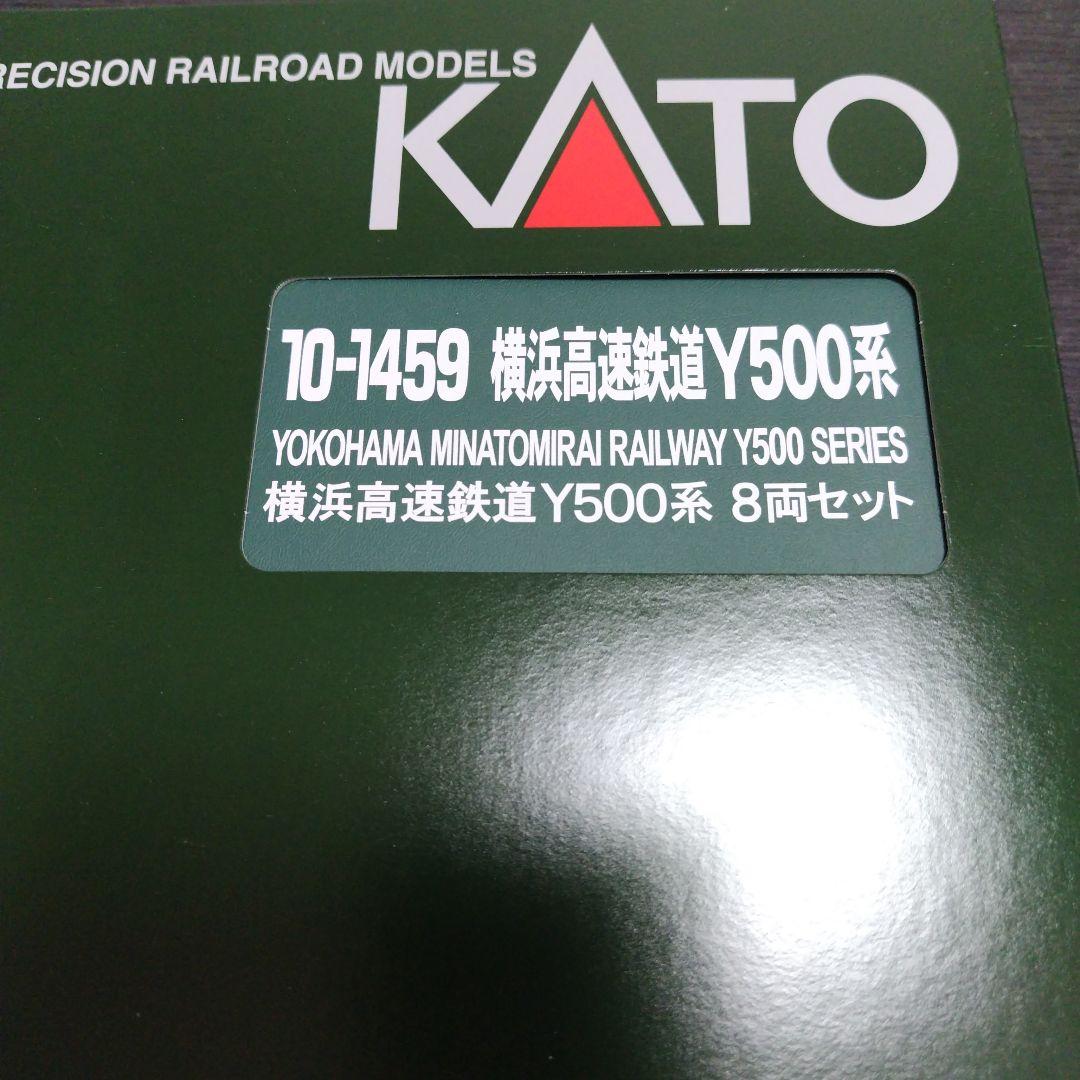 RECISION RAILROAD MODELS
KATO
10-1459 横浜高速鉄道Y500系
YOKOHAMA MINATOMIRAI RAILWAY Y500 SERIES
横浜高速鉄道Y500系 8両セット